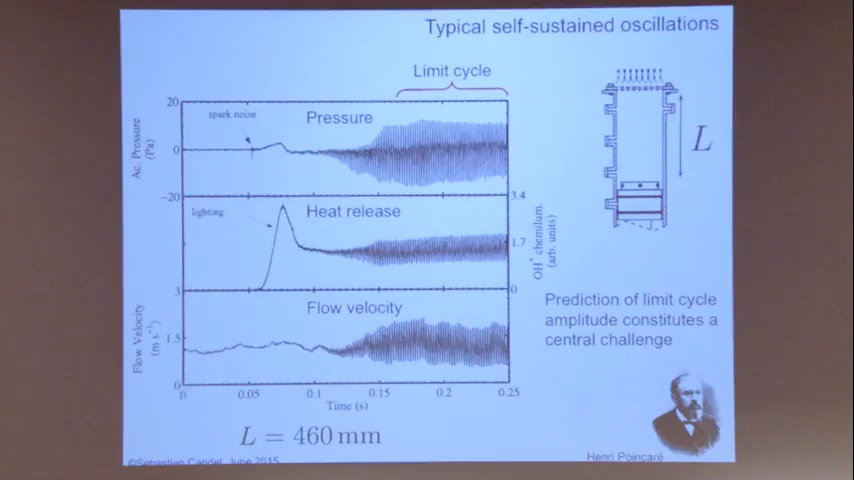 Typical self-sustained oscillations
Limit cycle
20
spark noise
Pressure
Ac. Pressure
(Pa)
0
-20
3.4
lighting
Heat release
1.7
OH* chemilum.
(arb. units)
0
3
Flow velocity
Flow Velocity
(m s⁻¹)
1.5
0
0
0.05
0.1
0.15
0.2
0.25
Time (s)
L = 460 mm
L
Prediction of limit cycle
amplitude constitutes a
central challenge
©Sebastien Candel, June 2015
Henri Poincaré